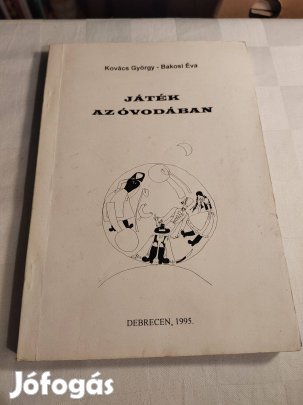 Kovács György - Bakosi Éva
JÁTÉK
AZ ÓVODÁBAN
DEBRECEN, 1995.
Jófogás